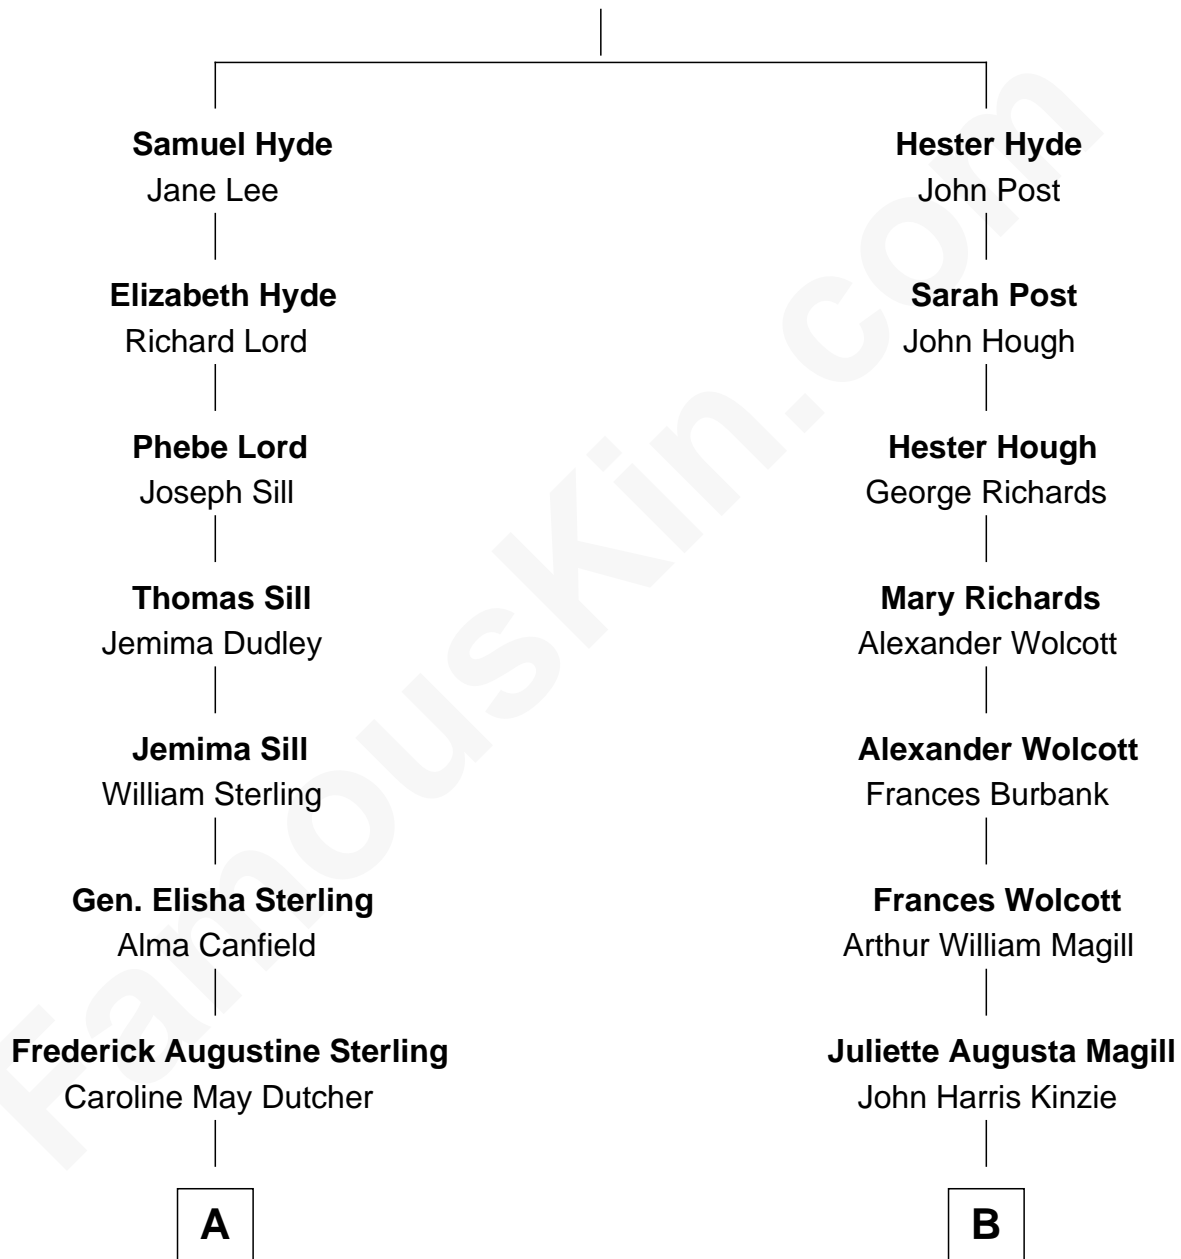 Samuel Hyde
Jane Lee
Hester Hyde
John Post
Elizabeth Hyde
Richard Lord
Sarah Post
John Hough
Phebe Lord
Joseph Sill
Hester Hough
George Richards
Thomas Sill
Jemima Dudley
Mary Richards
Alexander Wolcott
Jemima Sill
William Sterling
Alexander Wolcott
Frances Burbank
Gen. Elisha Sterling
Alma Canfield
Frances Wolcott
Arthur William Magill
Frederick Augustine Sterling
Caroline May Dutcher
Juliette Augusta Magill
John Harris Kinzie
A
B
FamousKin.com